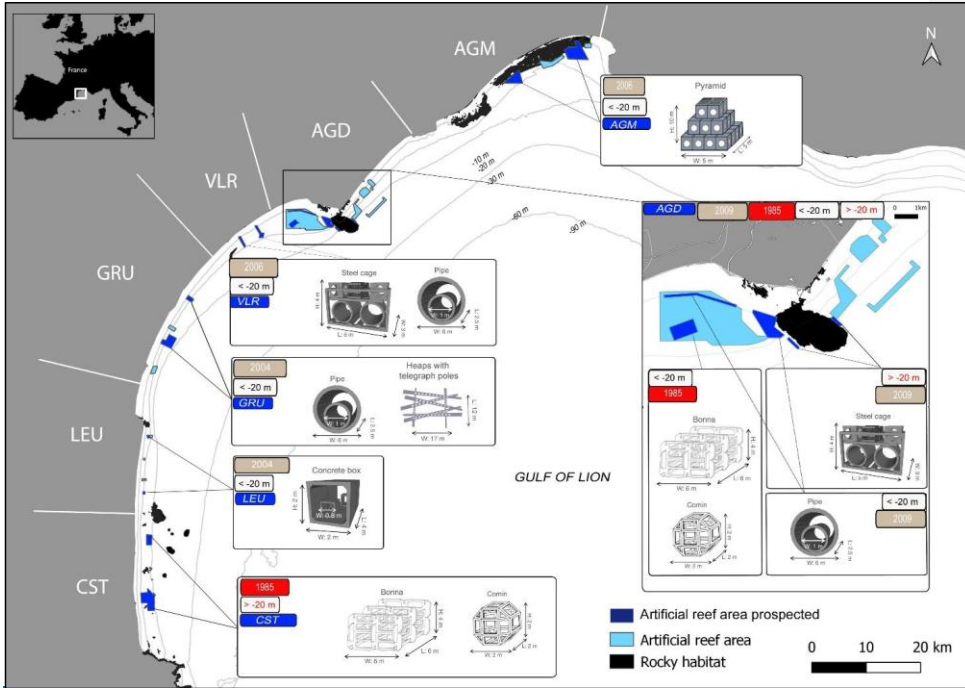 France
N
AGM
2006
< -20 m
AGM
Pyramid
W: 5 m
L: 5 m
AGD
-10 m
-20 m
-30 m
-60 m
-90 m
VLR
AGD
2009
1985
< -20 m
> -20 m
0 1km
GRU
2006
< -20 m
VLR
Steel cage
Pipe
H: 4 m
L: 5 m
W: 3 m
W: 1 m
W: 6 m
L: 2.5 m
2004
< -20 m
GRU
Pipe
Heaps with
telegraph poles
W: 1m
W: 6 m
L: 2.5 m
L: 12 m
W: 17 m
< -20 m
1985
Bonna
H: 4 m
W: 6 m
L: 6 m
Comin
H: 2 m
W: 2 m
L: 2 m
> -20 m
2009
Steel cage
H: 4 m
L: 5 m
W: 3 m
Pipe
< -20 m
2009
W: 1 m
W: 6 m
L: 2.5 m
LEU
2004
< -20 m
LEU
Concrete box
H: 2 m
W: 0.8 m
L: 4 m
W: 2 m
GULF OF LION
CST
1985
> -20 m
CST
Bonna
H: 4 m
W: 6 m
L: 6 m
Comin
H: 2 m
W: 2 m
L: 2 m
Artificial reef area prospected
Artificial reef area
Rocky habitat
0 10 20 km